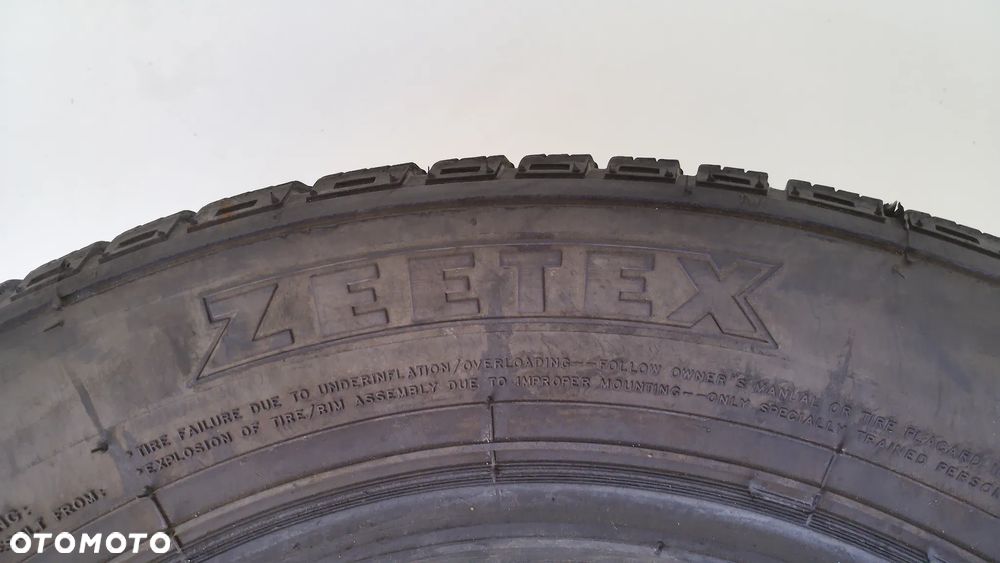 ZEETEX
*TIRE FAILURE DUE TO UNDERINFLATION/OVERLOADING--FOLLOW OWNER'S MANUAL OR TIRE PLACARD
*EXPLOSION OF TIRE/RIM ASSEMBLY DUE TO IMPROPER MOUNTING--ONLY SPECIALLY TRAINED
FROM:
OTOMOTO